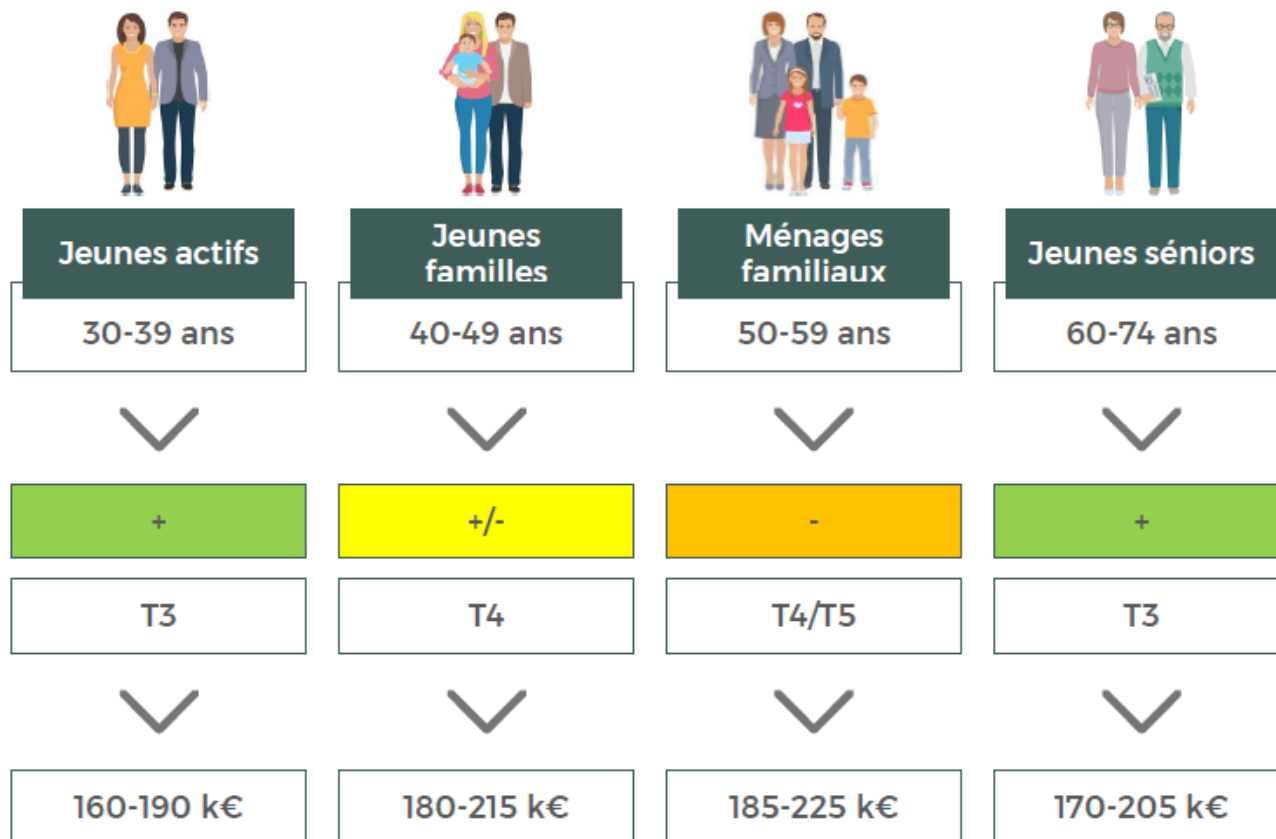 Jeunes actifs
30-39 ans
+
T3
160-190 k€
Jeunes
familles
40-49 ans
+/-
T4
180-215 k€
Ménages
familiaux
50-59 ans
-
T4/T5
185-225 k€
Jeunes séniors
60-74 ans
+
T3
170-205 k€